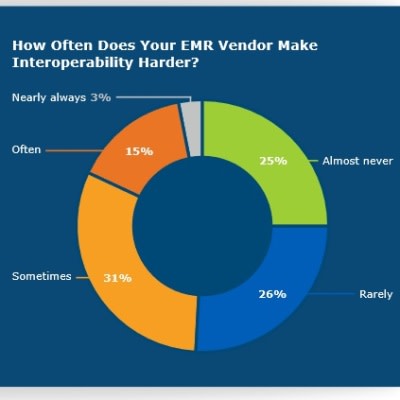 How Often Does Your EMR Vendor Make
Interoperability Harder?
Nearly always 3%
Often
15%
25%
Almost never
Sometimes
31%
26%
Rarely